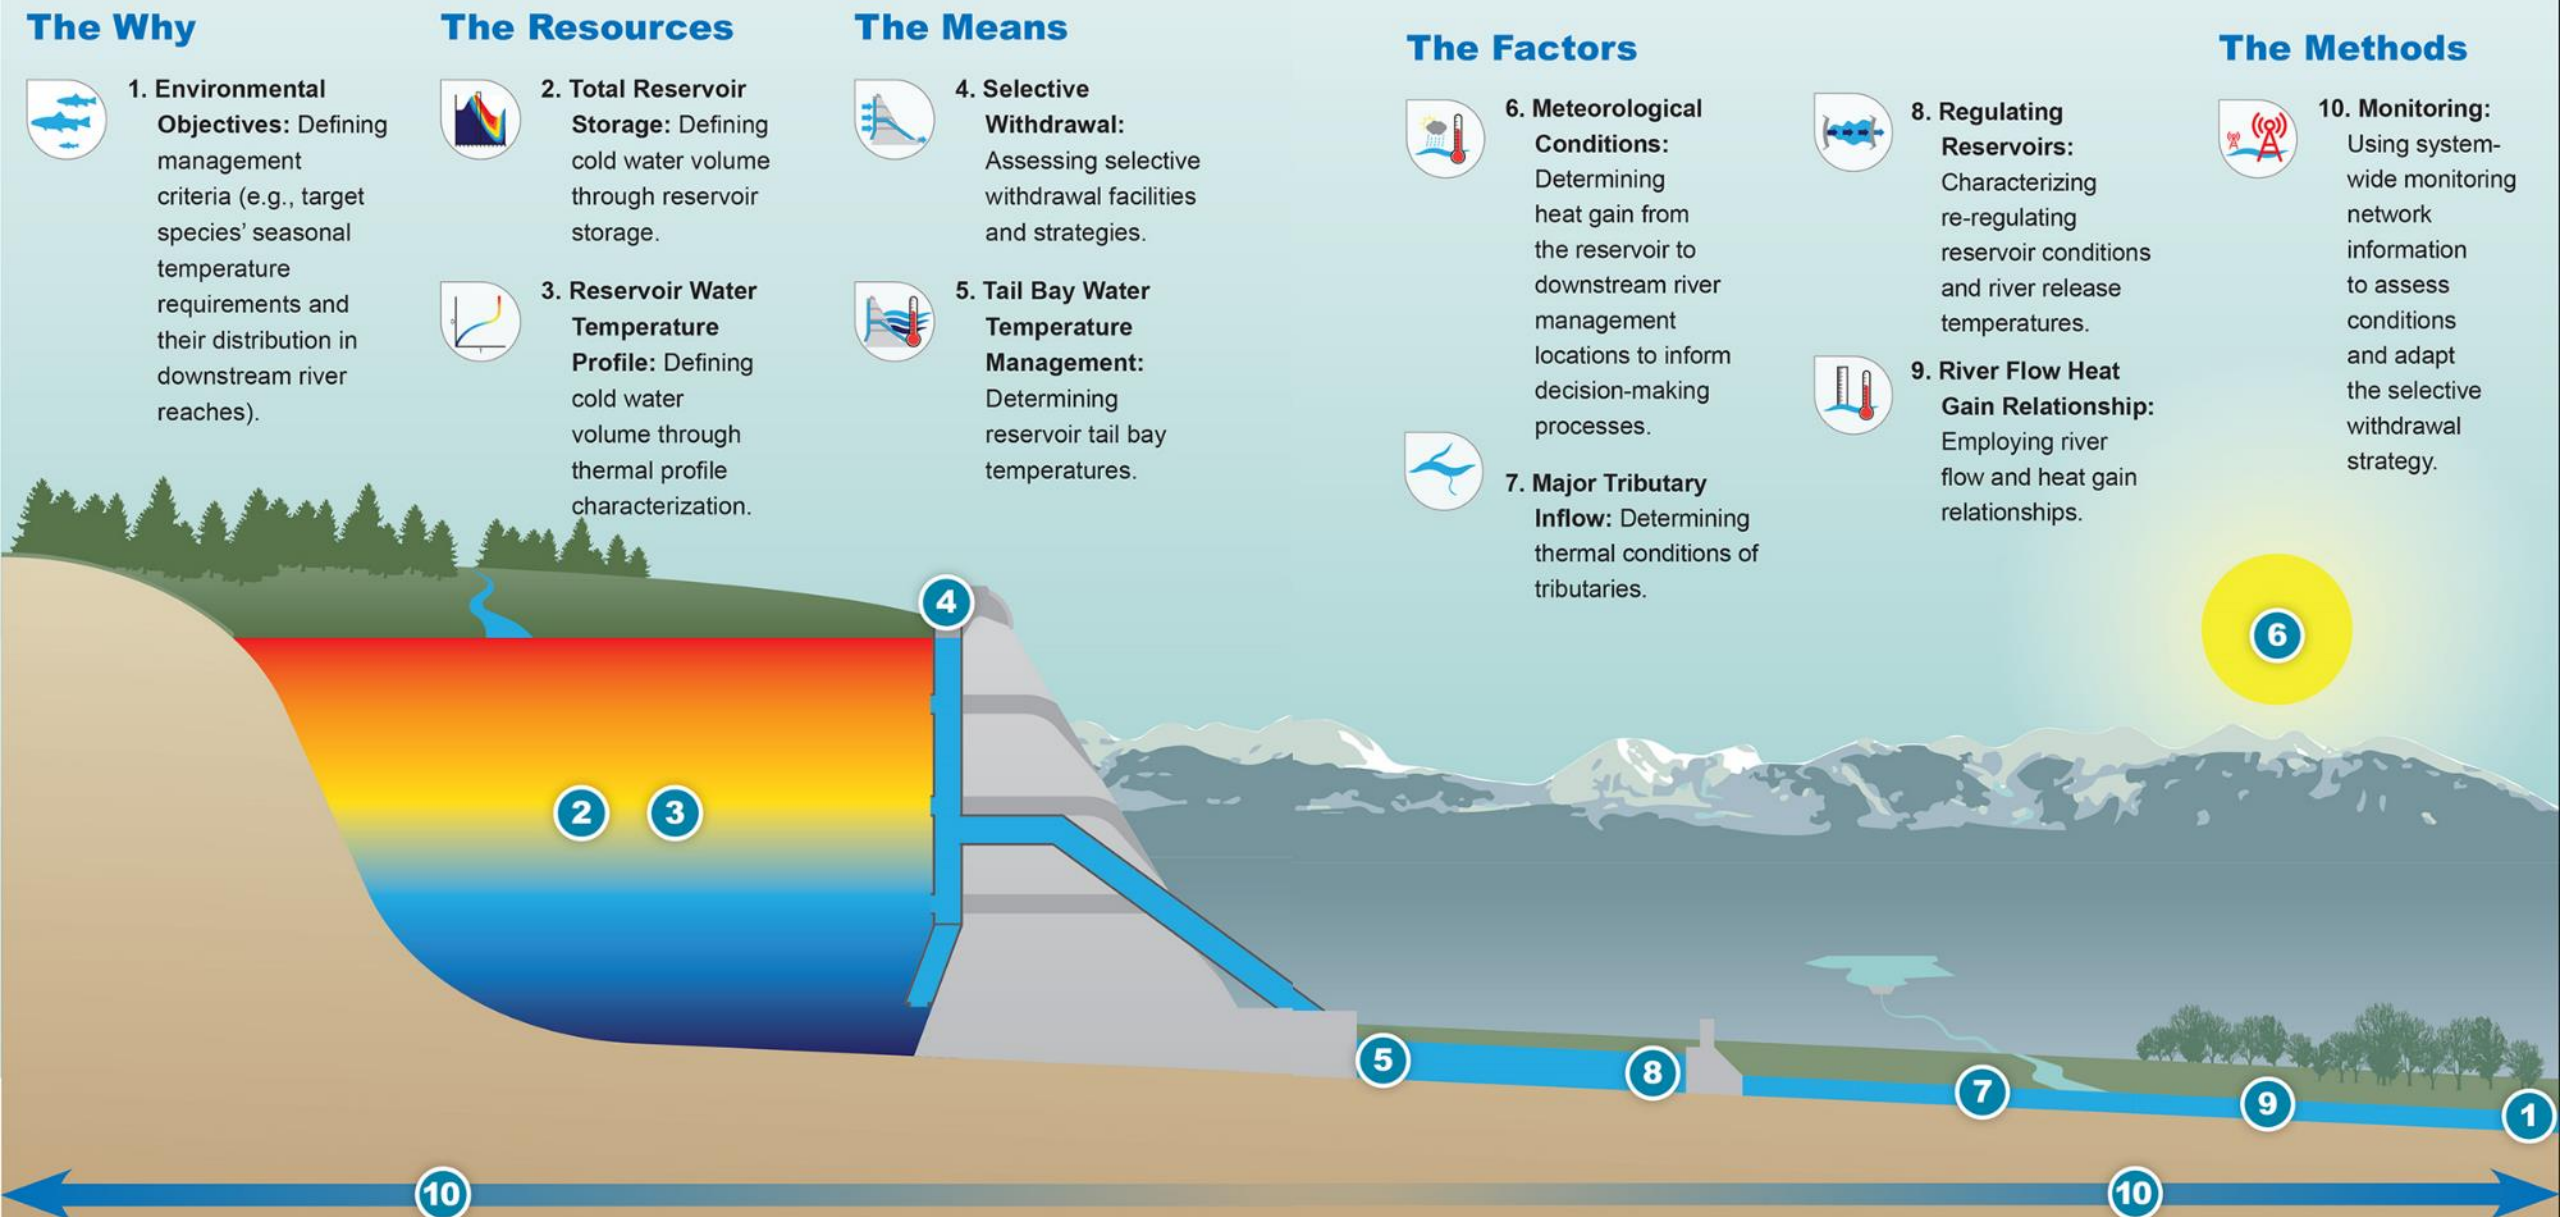 The Why
1. Environmental
Objectives: Defining
management
criteria (e.g., target
species’ seasonal
temperature
requirements and
their distribution in
downstream river
reaches).
The Resources
2. Total Reservoir
Storage: Defining
cold water volume
through reservoir
storage.
3. Reservoir Water
Temperature
Profile: Defining
cold water
volume through
thermal profile
characterization.
The Means
4. Selective
Withdrawal:
Assessing selective
withdrawal facilities
and strategies.
5. Tail Bay Water
Temperature
Management:
Determining
reservoir tail bay
temperatures.
The Factors
6. Meteorological
Conditions:
Determining
heat gain from
the reservoir to
downstream river
management
locations to inform
decision-making
processes.
7. Major Tributary
Inflow: Determining
thermal conditions of
tributaries.
8. Regulating
Reservoirs:
Characterizing
re-regulating
reservoir conditions
and river release
temperatures.
9. River Flow Heat
Gain Relationship:
Employing river
flow and heat gain
relationships.
The Methods
10. Monitoring:
Using system-
wide monitoring
network
information
to assess
conditions
and adapt
the selective
withdrawal
strategy.
4
6
2 3
5
8
7
9
1
10
10